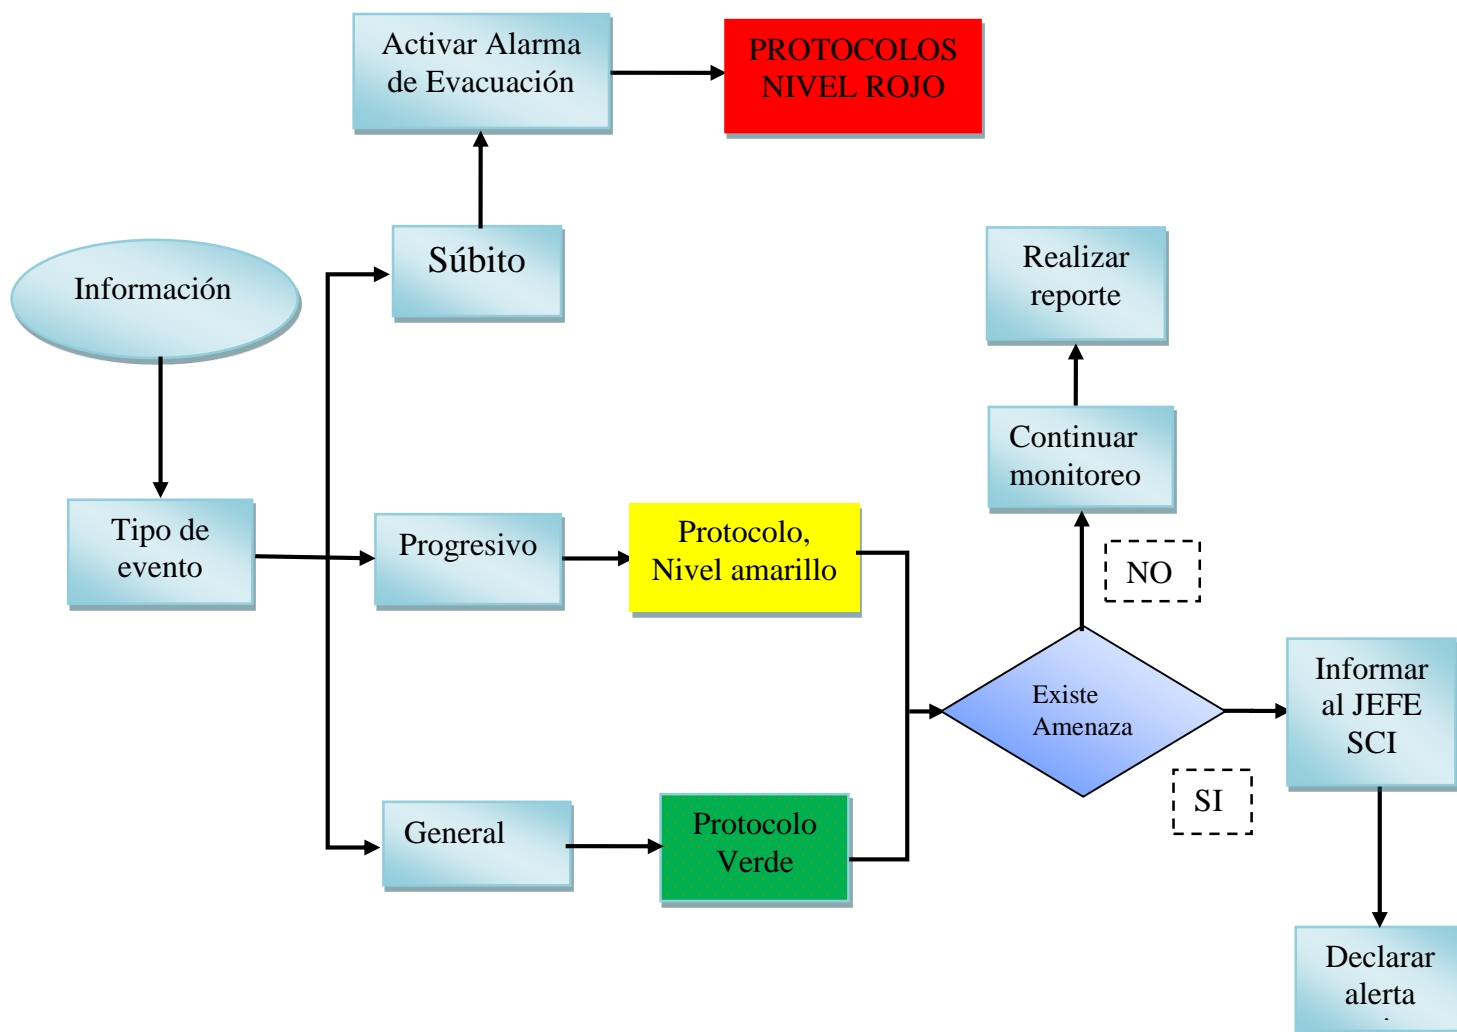 Activar Alarma
de Evacuación
PROTOCOLOS
NIVEL ROJO
Súbito
Información
Realizar
reporte
Continuar
monitoreo
Tipo de
evento
Progresivo
Protocolo,
Nivel amarillo
NO
Existe
Amenaza
Informar
al JEFE
SCI
SI
General
Protocolo
Verde
Declarar
alerta